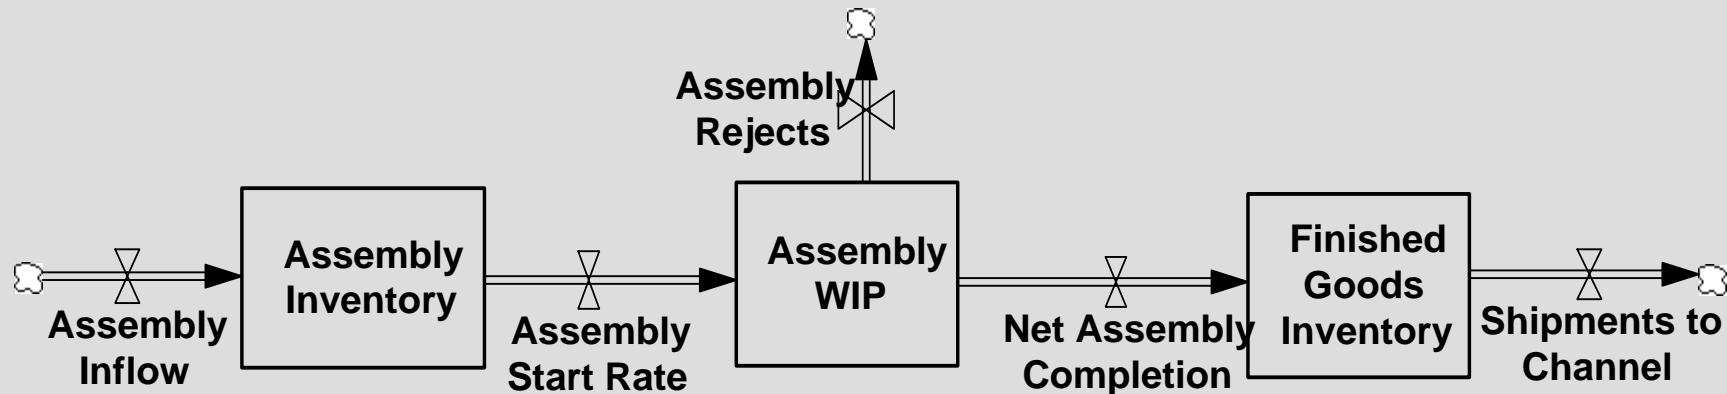 Assembly
Rejects
Assembly
Inflow
Assembly
Inventory
Assembly
Start Rate
Assembly
WIP
Net Assembly
Completion
Finished
Goods
Inventory
Shipments to
Channel